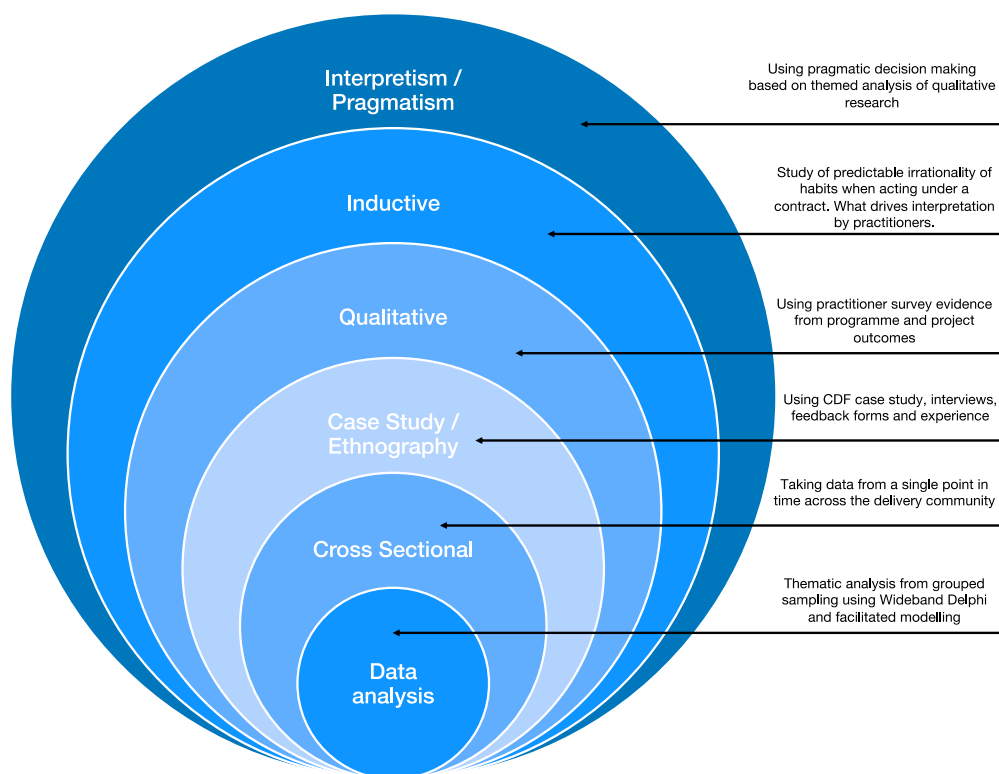 Interpretism /
Pragmatism
Using pragmatic decision making
based on themed analysis of qualitative
research
Inductive
Study of predictable irrationality of
habits when acting under a
contract. What drives interpretation
by practitioners.
Qualitative
Using practitioner survey evidence
from programme and project
outcomes
Case Study /
Ethnography
Using CDF case study, interviews,
feedback forms and experience
Cross Sectional
Taking data from a single point in
time across the delivery community
Data
analysis
Thematic analysis from grouped
sampling using Wideband Delphi
and facilitated modelling